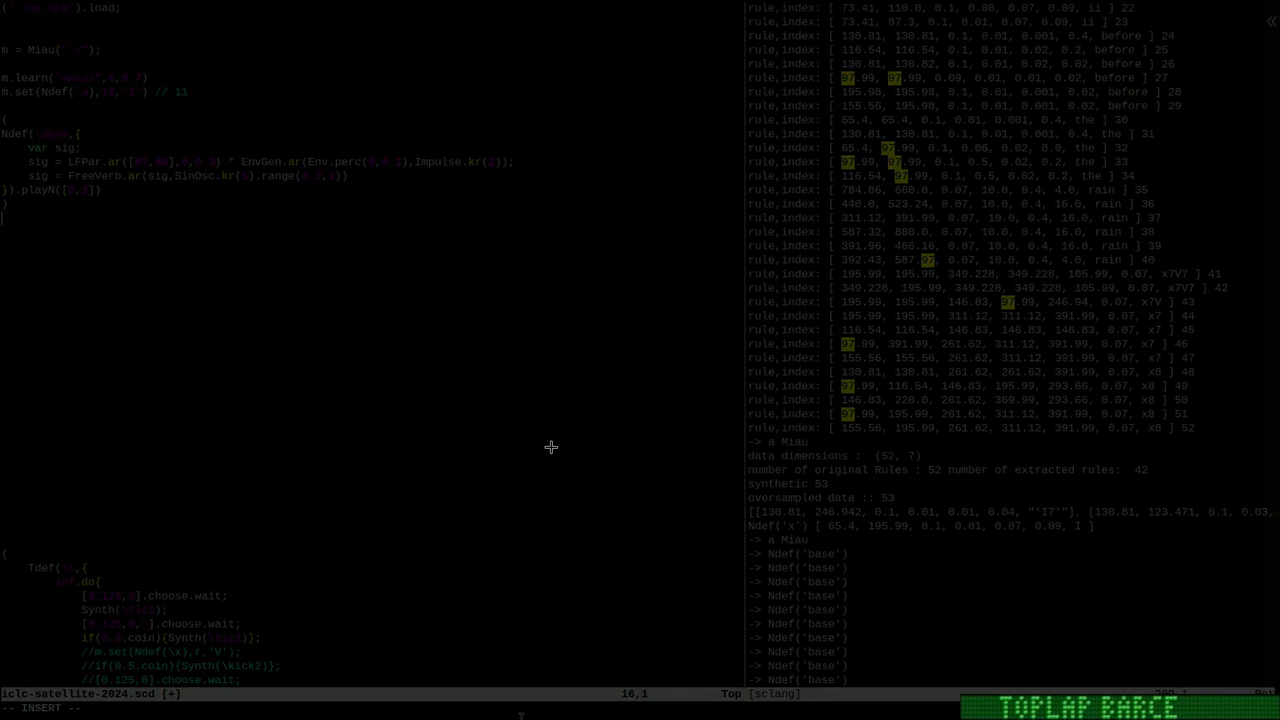 ).load;
m = Miau(
m.learn(
m.set(Ndef( // 11
(
Ndef(
var sig;
sig = LFPar.ar([ * EnvGen.ar(Env.perc( ,Impulse.kr(2));
sig = FreeVerb.ar(sig,SinOsc.kr( ).range(
}).playN([0,1])
)
(
Tdef(
inf.do{
[0.125,0].choose.wait;
Synth(\tic1);
[0.125,0, ].choose.wait;
if( .coin){Synth( )};
//m.set(Ndef(\x),r,'V');
//if(0.5.coin){Synth(\kick2)};
//[0.125,0].choose.wait;
iclc-satellite-2024.scd [+] 16,1 Top
-- INSERT --
rule,index: [ 73.41, 110.0, 0.1, 0.08, 0.07, 0.09, ii ] 22
rule,index: [ 73.41, 87.3, 0.1, 0.01, 0.07, 0.09, ii ] 23
rule,index: [ 130.81, 130.81, 0.1, 0.01, 0.001, 0.4, before ] 24
rule,index: [ 116.54, 116.54, 0.1, 0.01, 0.02, 0.2, before ] 25
rule,index: [ 130.81, 130.82, 0.1, 0.01, 0.02, 0.02, before ] 26
rule,index: [ 97.99, 97.99, 0.09, 0.01, 0.01, 0.02, before ] 27
rule,index: [ 195.98, 195.98, 0.1, 0.01, 0.001, 0.02, before ] 28
rule,index: [ 155.56, 195.98, 0.1, 0.01, 0.001, 0.02, before ] 29
rule,index: [ 65.4, 65.4, 0.1, 0.01, 0.001, 0.4, the ] 30
rule,index: [ 130.81, 130.81, 0.1, 0.01, 0.001, 0.4, the ] 31
rule,index: [ 65.4, 97.99, 0.1, 0.06, 0.02, 8.0, the ] 32
rule,index: [ 97.99, 97.99, 0.1, 0.5, 0.02, 0.2, the ] 33
rule,index: [ 116.54, 97.99, 0.1, 0.5, 0.02, 0.2, the ] 34
rule,index: [ 784.86, 660.0, 0.07, 10.0, 0.4, 4.0, rain ] 35
rule,index: [ 440.0, 523.24, 0.07, 10.0, 0.4, 16.0, rain ] 36
rule,index: [ 311.12, 391.99, 0.07, 10.0, 0.4, 16.0, rain ] 37
rule,index: [ 587.32, 880.0, 0.07, 10.0, 0.4, 16.0, rain ] 38
rule,index: [ 391.96, 466.16, 0.07, 10.0, 0.4, 16.0, rain ] 39
rule,index: [ 392.43, 587.97, 0.07, 10.0, 0.4, 4.0, rain ] 40
rule,index: [ 195.99, 195.99, 349.228, 349.228, 105.99, 0.07, x7V7 ] 41
rule,index: [ 349.228, 195.99, 349.228, 349.228, 105.99, 0.07, x7V7 ] 42
rule,index: [ 195.99, 195.99, 146.83, 97.99, 246.94, 0.07, x7V ] 43
rule,index: [ 195.99, 195.99, 311.12, 311.12, 391.99, 0.07, x7 ] 44
rule,index: [ 116.54, 116.54, 146.83, 146.83, 146.83, 0.07, x7 ] 45
rule,index: [ 97.99, 391.99, 261.62, 311.12, 391.99, 0.07, x7 ] 46
rule,index: [ 155.56, 155.56, 261.62, 311.12, 391.99, 0.07, x7 ] 47
rule,index: [ 130.81, 130.81, 261.62, 261.62, 391.99, 0.07, x8 ] 48
rule,index: [ 97.99, 116.54, 146.83, 195.99, 293.66, 0.07, x8 ] 49
rule,index: [ 146.83, 220.0, 261.62, 369.99, 293.66, 0.07, x8 ] 50
rule,index: [ 97.99, 195.99, 261.62, 311.12, 391.99, 0.07, x8 ] 51
rule,index: [ 155.56, 195.99, 261.62, 311.12, 391.99, 0.07, x8 ] 52
-> a Miau
data dimensions : (52, 7)
number of original Rules : 52 number of extracted rules: 42
synthetic 53
oversampled data :: 53
[[130.81, 246.942, 0.1, 0.01, 0.01, 0.04, "'I7'"], [130.81, 123.471, 0.1, 0.03,
Ndef('x') [ 65.4, 195.99, 0.1, 0.01, 0.07, 0.09, I ]
-> a Miau
-> Ndef('base')
-> Ndef('base')
-> Ndef('base')
-> Ndef('base')
-> Ndef('base')
-> Ndef('base')
-> Ndef('base')
-> Ndef('base')
-> Ndef('base')
-> Ndef('base')
[sclang]
TOPLAP BARCE